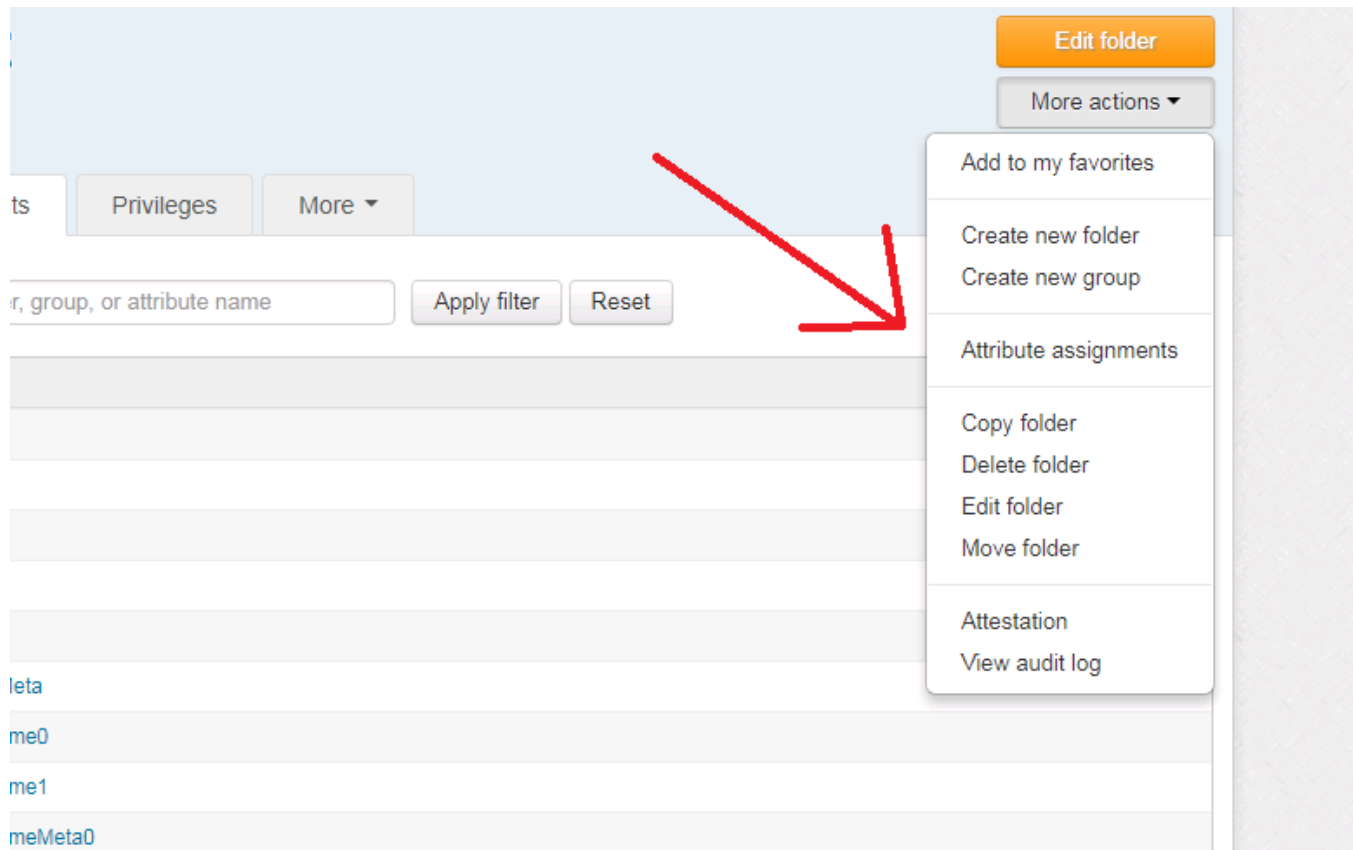 Edit folder
More actions
Add to my favorites
ts Privileges More
Create new folder
Create new group
r, group, or attribute name Apply filter Reset
Attribute assignments
Copy folder
Delete folder
Edit folder
Move folder
Attestation
View audit log
leta
me0
me1
meMeta0